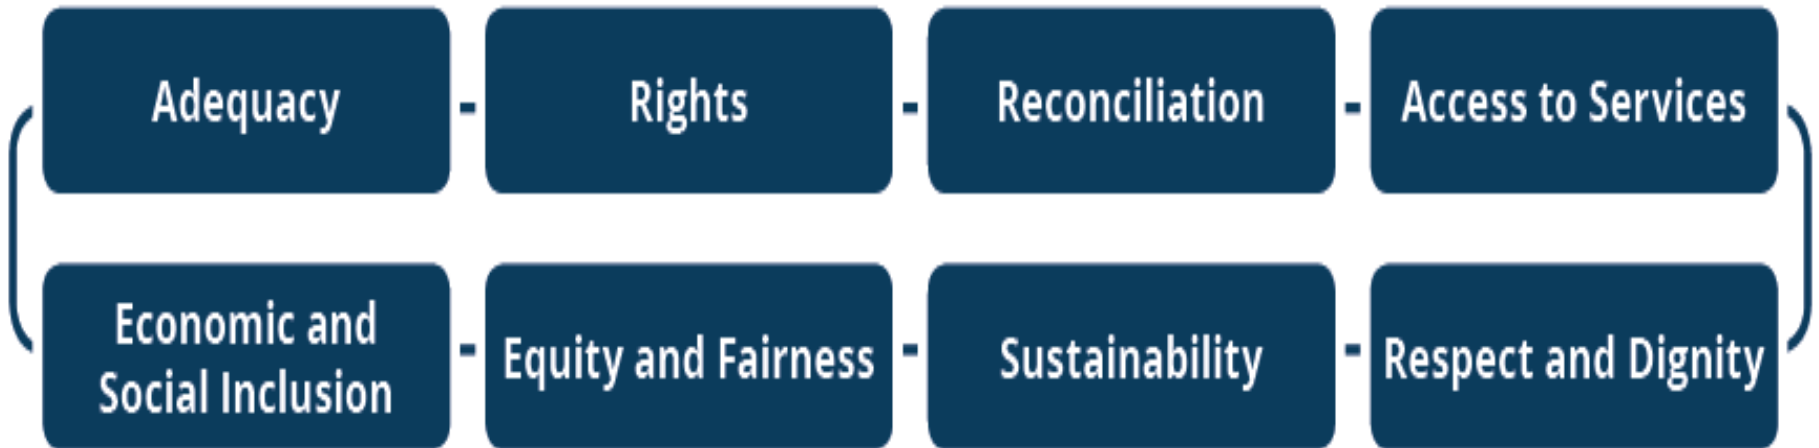 Adequacy
Rights
Reconciliation
Access to Services
Economic and
Social Inclusion
Equity and Fairness
Sustainability
Respect and Dignity